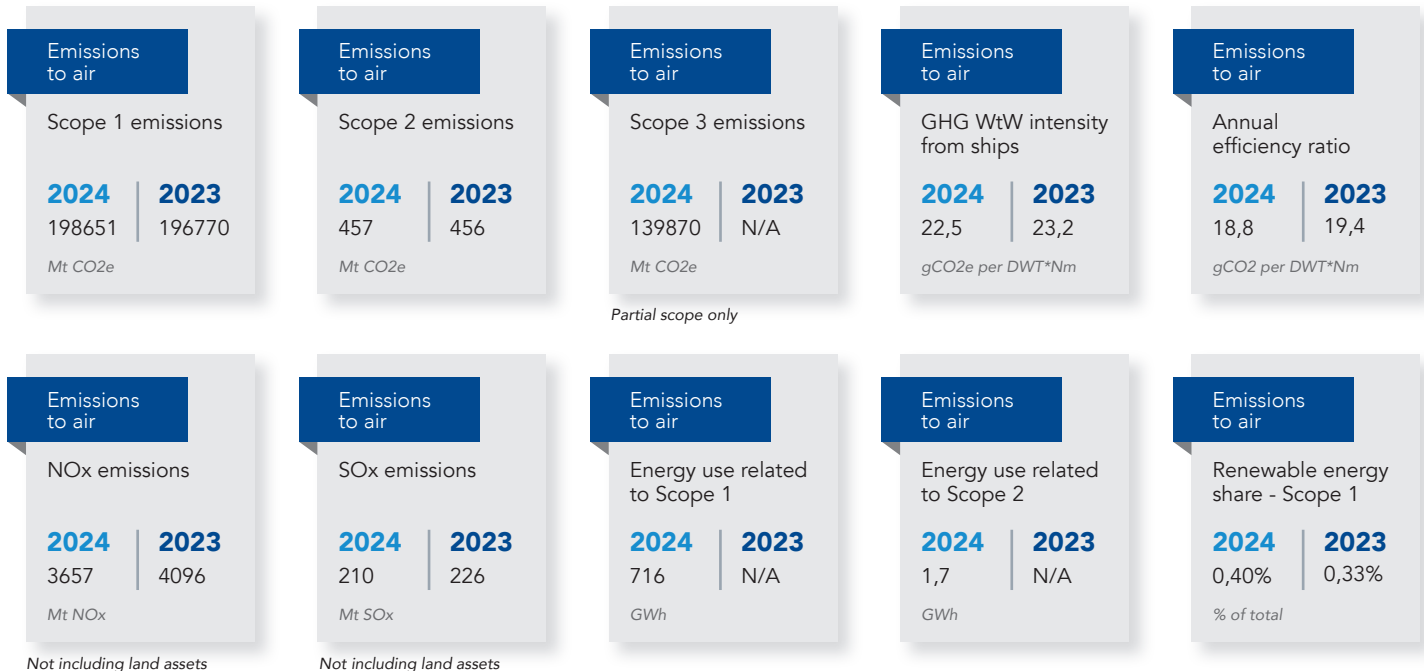 Emissions
to air
Scope 1 emissions
2024 2023
198651 196770
Mt CO2e
Emissions
to air
Scope 2 emissions
2024 2023
457 456
Mt CO2e
Emissions
to air
Scope 3 emissions
2024 2023
139870 N/A
Mt CO2e
Partial scope only
Emissions
to air
GHG WtW intensity
from ships
2024 2023
22,5 23,2
gCO2e per DWT*Nm
Emissions
to air
Annual
efficiency ratio
2024 2023
18,8 19,4
gCO2 per DWT*Nm
Emissions
to air
NOx emissions
2024 2023
3657 4096
Mt NOx
Not including land assets
Emissions
to air
SOx emissions
2024 2023
210 226
Mt SOx
Not including land assets
Emissions
to air
Energy use related
to Scope 1
2024 2023
716 N/A
GWh
Emissions
to air
Energy use related
to Scope 2
2024 2023
1,7 N/A
GWh
Emissions
to air
Renewable energy
share - Scope 1
2024 2023
0,40% 0,33%
% of total